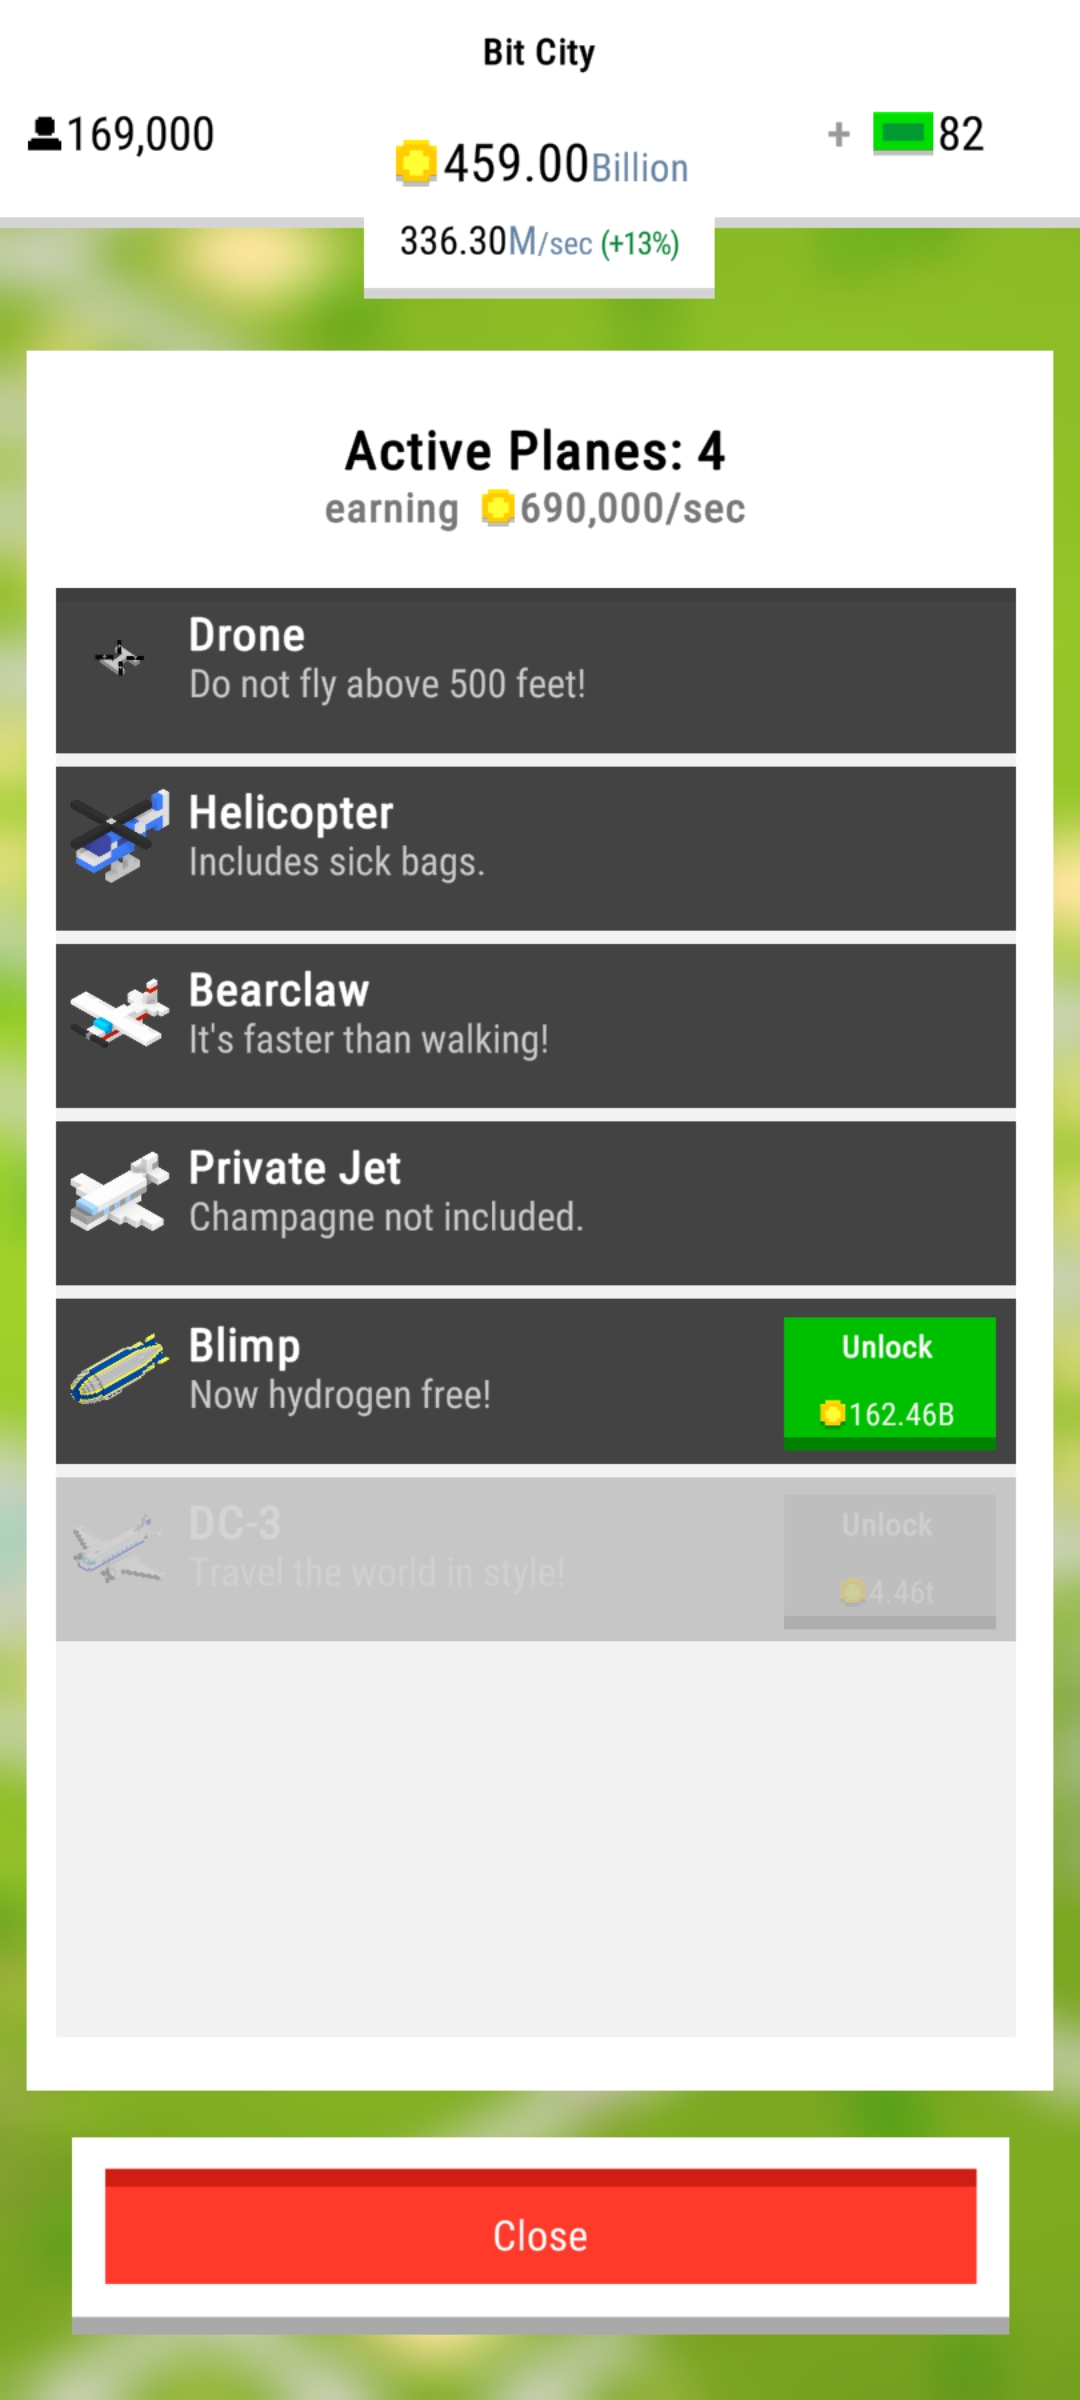 Bit City
169,000
459.00Billion
+ 82
336.30M/sec (+13%)
Active Planes: 4
earning 690,000/sec
Drone
Do not fly above 500 feet!
Helicopter
Includes sick bags.
Bearclaw
It's faster than walking!
Private Jet
Champagne not included.
Blimp
Now hydrogen free!
Unlock
162.46B
DC-3
Travel the world in style!
Unlock
4.46t
Close